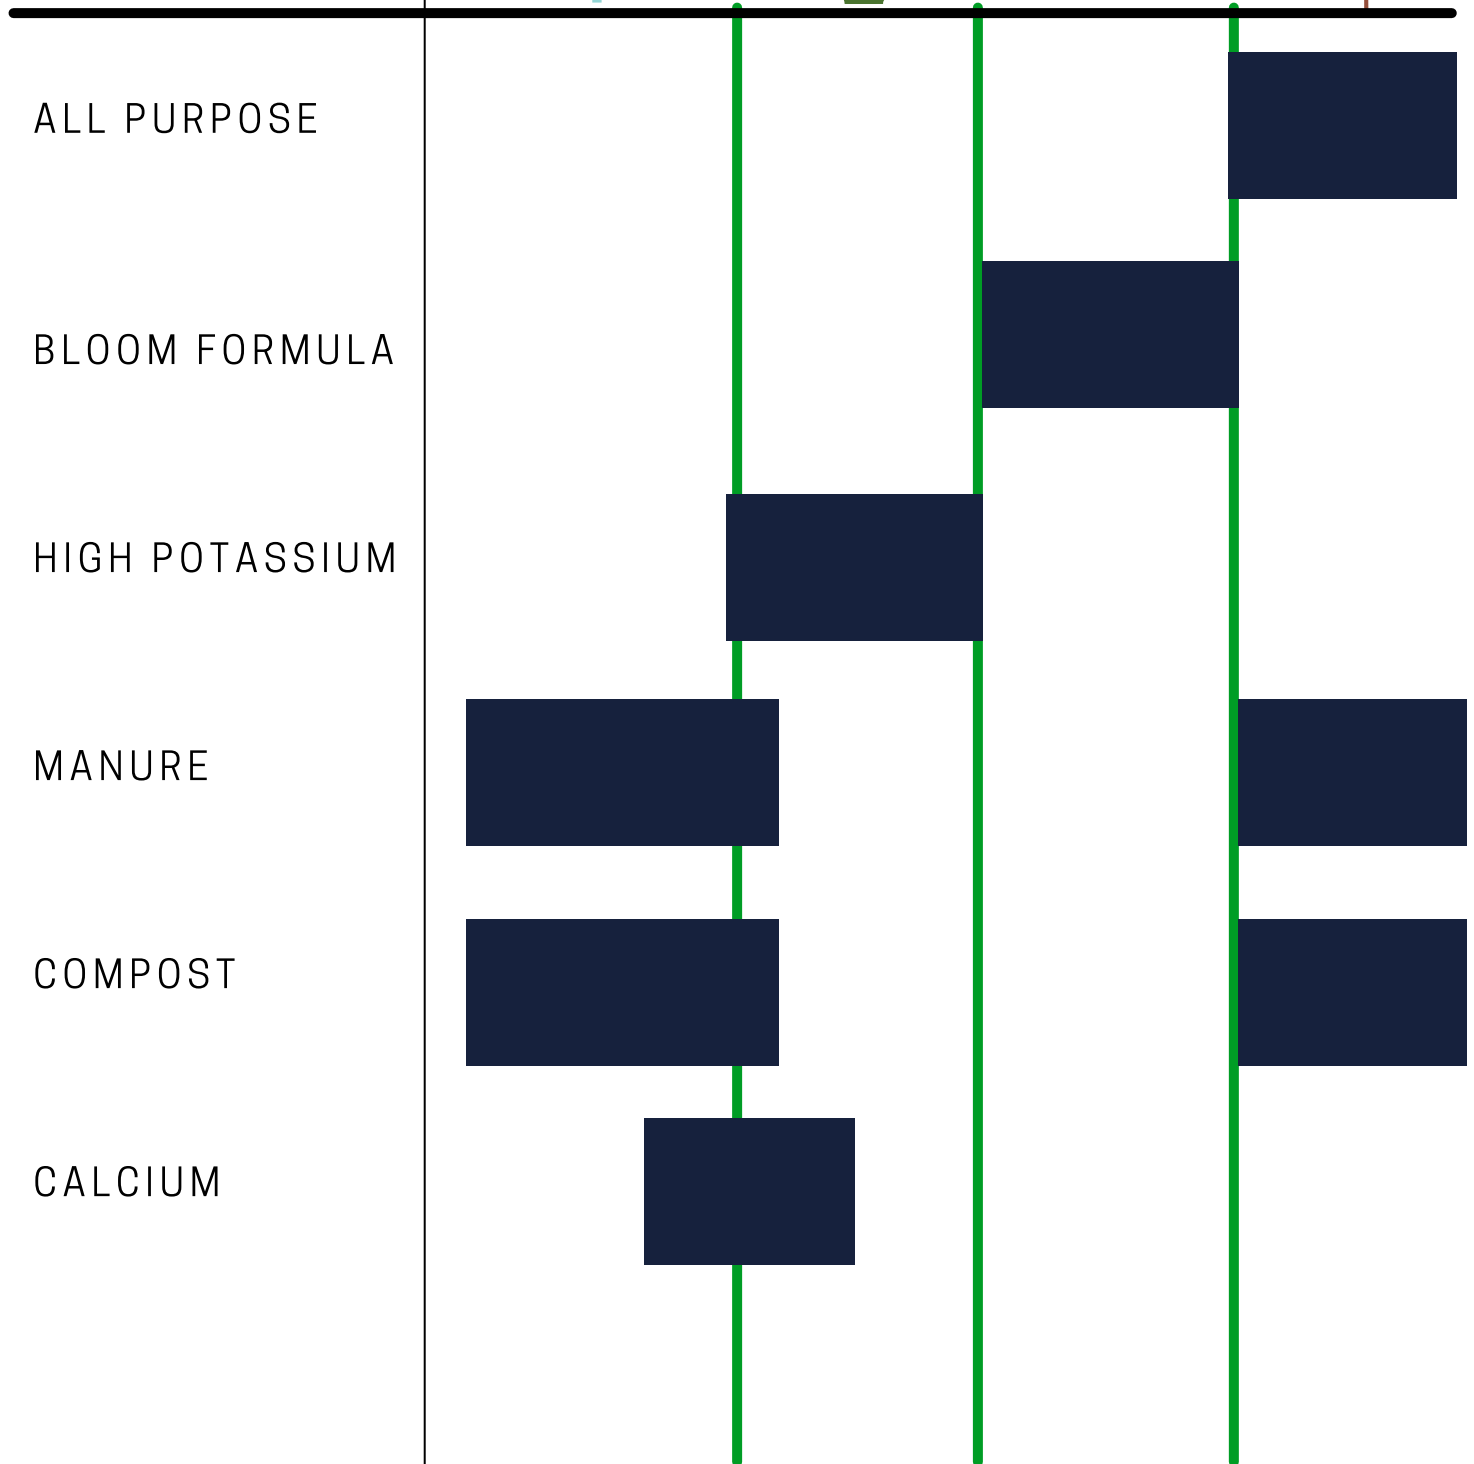 ALL PURPOSE
BLOOM FORMULA
HIGH POTASSIUM
MANURE
COMPOST
CALCIUM